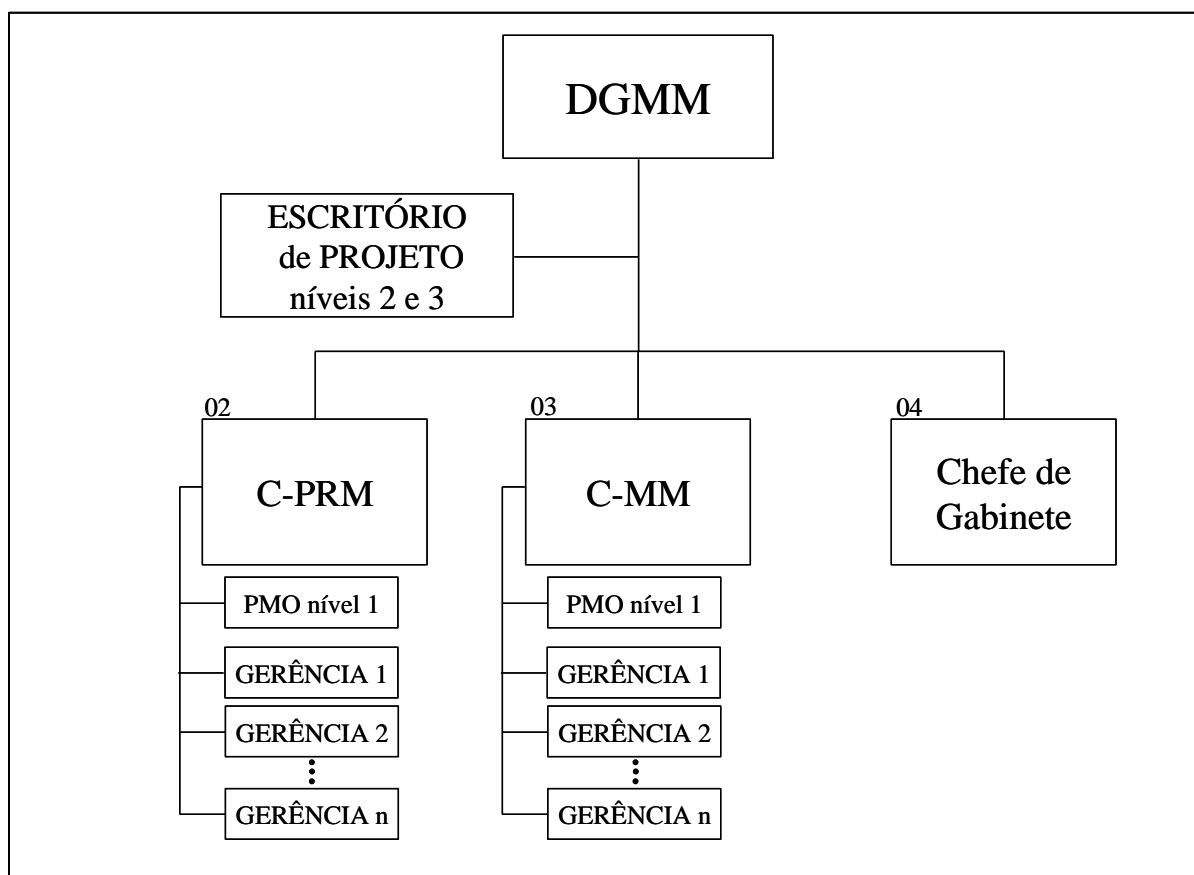 DGMM
ESCRITÓRIO
de PROJETO
níveis 2 e 3
02
C-PRM
PMO nível 1
GERÊNCIA 1
GERÊNCIA 2
GERÊNCIA n
03
C-MM
PMO nível 1
GERÊNCIA 1
GERÊNCIA 2
GERÊNCIA n
04
Chefe de
Gabinete